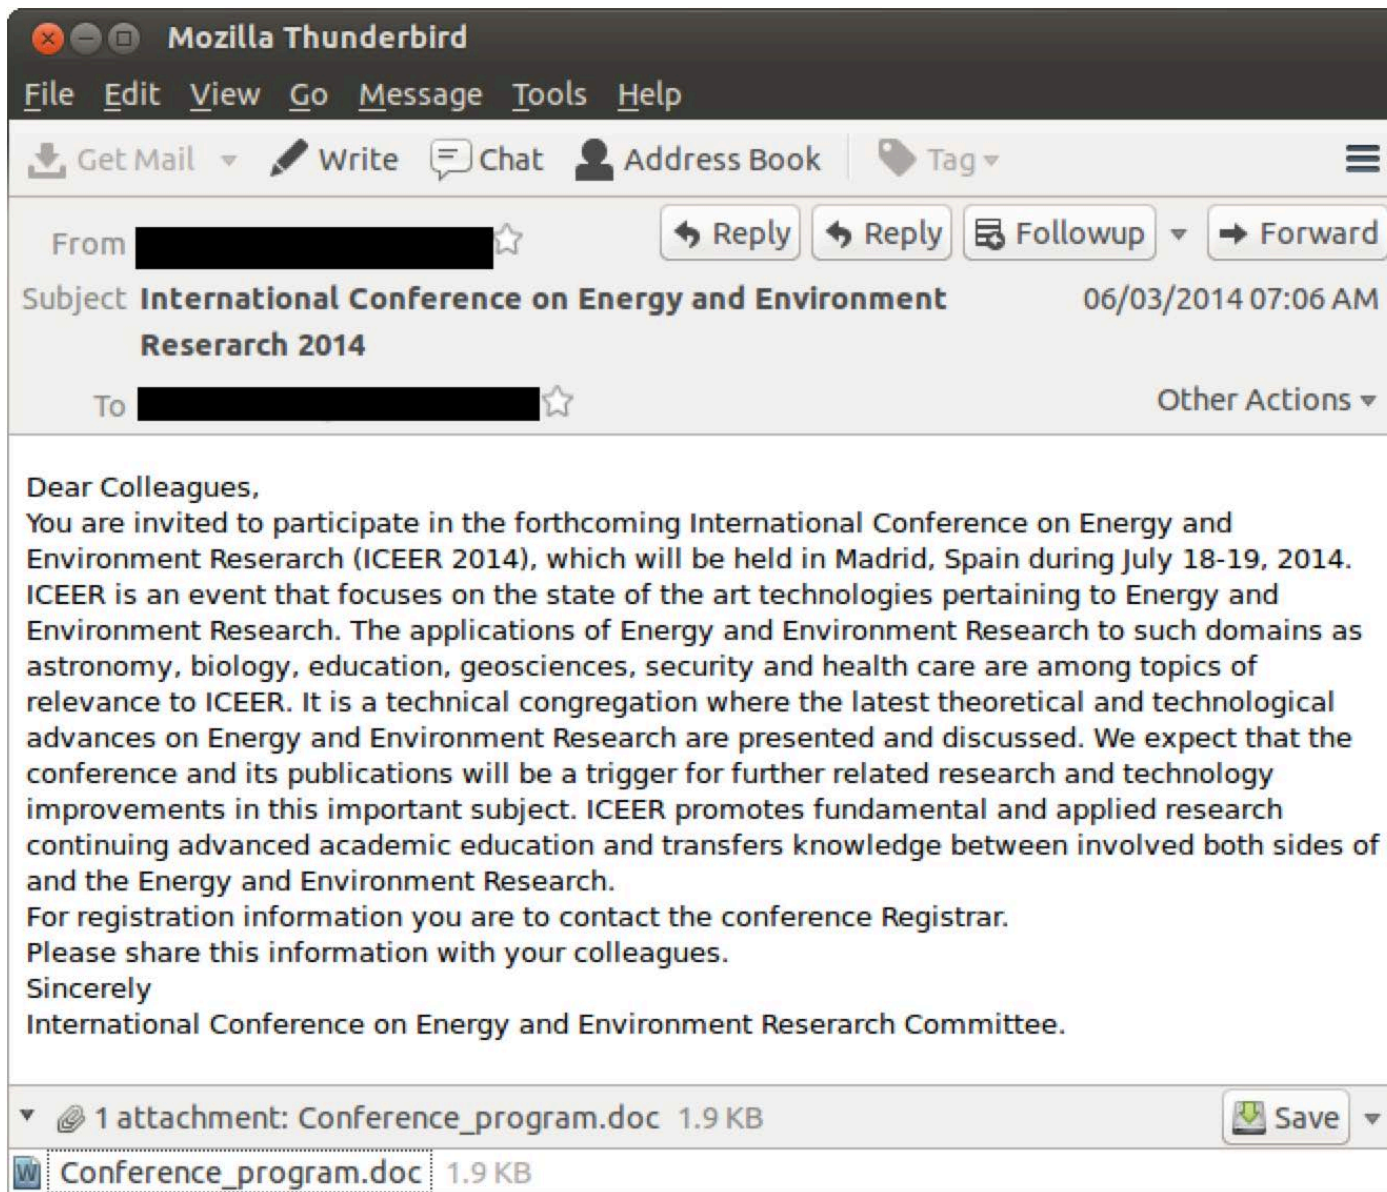 Mozilla Thunderbird
File Edit View Go Message Tools Help
Get Mail Write Chat Address Book Tag
From Reply Reply Followup Forward
Subject International Conference on Energy and Environment 06/03/2014 07:06 AM
Reserarch 2014
To Other Actions
Dear Colleagues,
You are invited to participate in the forthcoming International Conference on Energy and
Environment Reserarch (ICEER 2014), which will be held in Madrid, Spain during July 18-19, 2014.
ICEER is an event that focuses on the state of the art technologies pertaining to Energy and
Environment Research. The applications of Energy and Environment Research to such domains as
astronomy, biology, education, geosciences, security and health care are among topics of
relevance to ICEER. It is a technical congregation where the latest theoretical and technological
advances on Energy and Environment Research are presented and discussed. We expect that the
conference and its publications will be a trigger for further related research and technology
improvements in this important subject. ICEER promotes fundamental and applied research
continuing advanced academic education and transfers knowledge between involved both sides of
and the Energy and Environment Research.
For registration information you are to contact the conference Registrar.
Please share this information with your colleagues.
Sincerely
International Conference on Energy and Environment Reserarch Committee.
1 attachment: Conference_program.doc 1.9 KB Save
W Conference_program.doc 1.9 KB